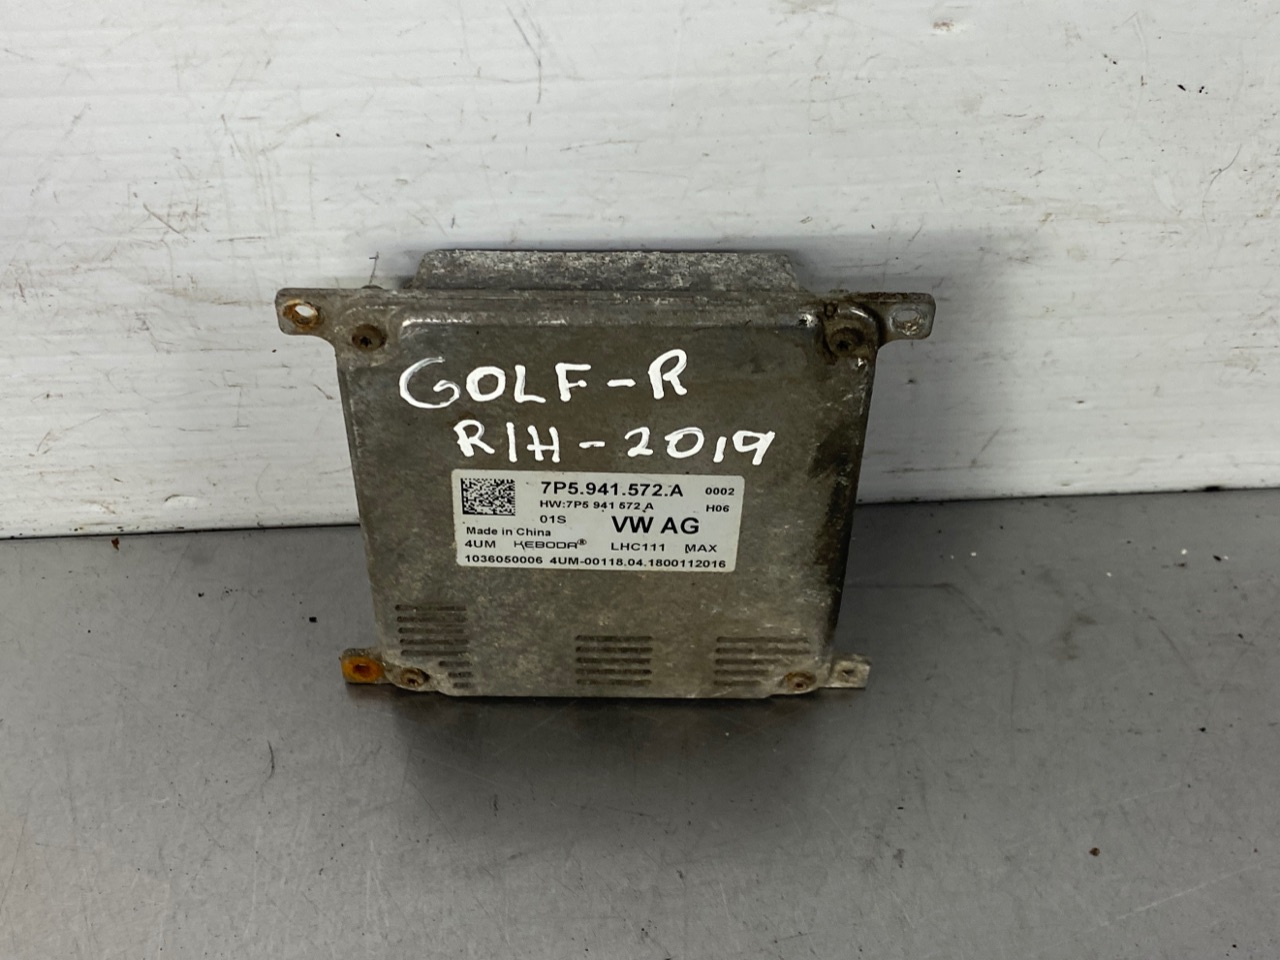 GOLF-R
R/H-2019
7P5.941.572.A 0002
HW:7P5 941 572 A H06
01S VW AG
Made in China
4UM KEBODA® LHC111 MAX
1036050006 4UM-00118.04.1800112016